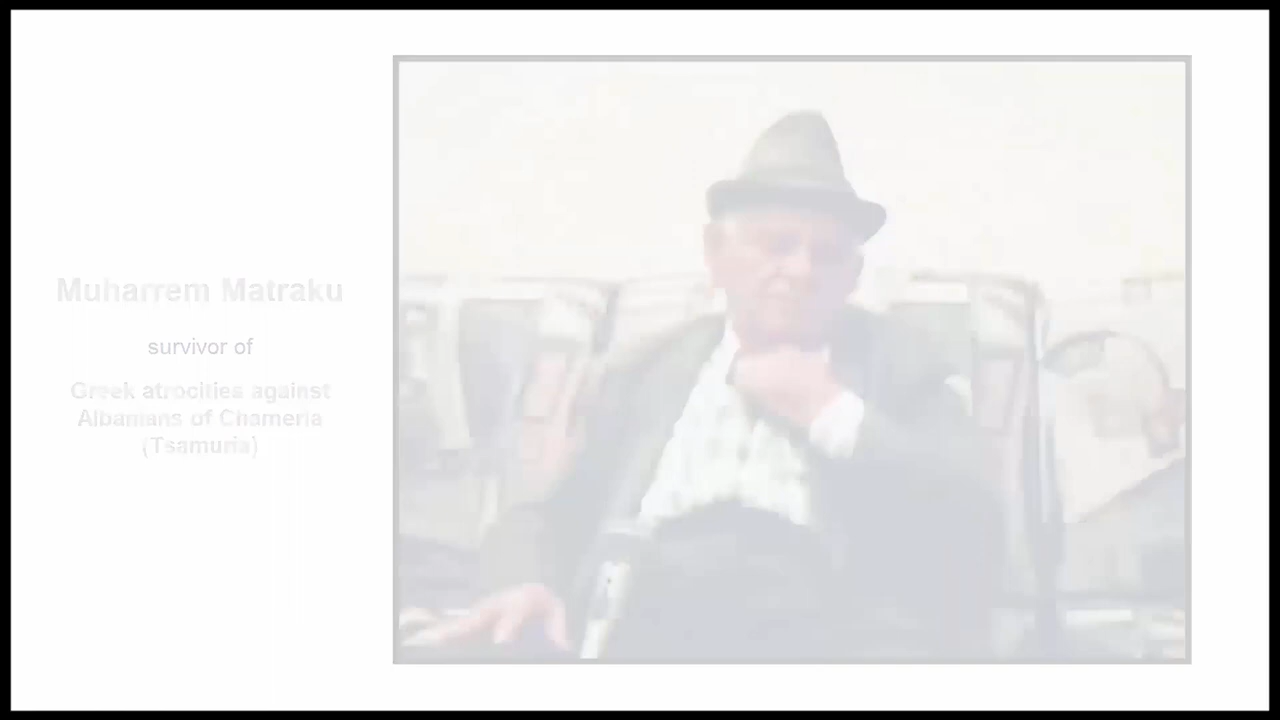 Muharrem Matraku
survivor of
Greek atrocities against
Albanians of Chameria
(Tsamuria)